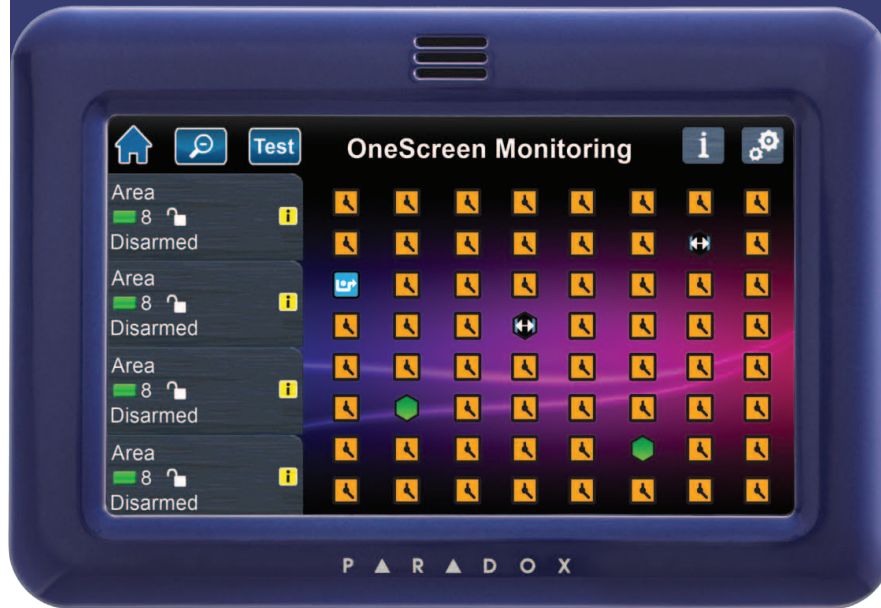 Test
OneScreen Monitoring
i
Area
8
i
Disarmed
Area
8
i
Disarmed
Area
8
i
Disarmed
Area
8
i
Disarmed
PARADOX